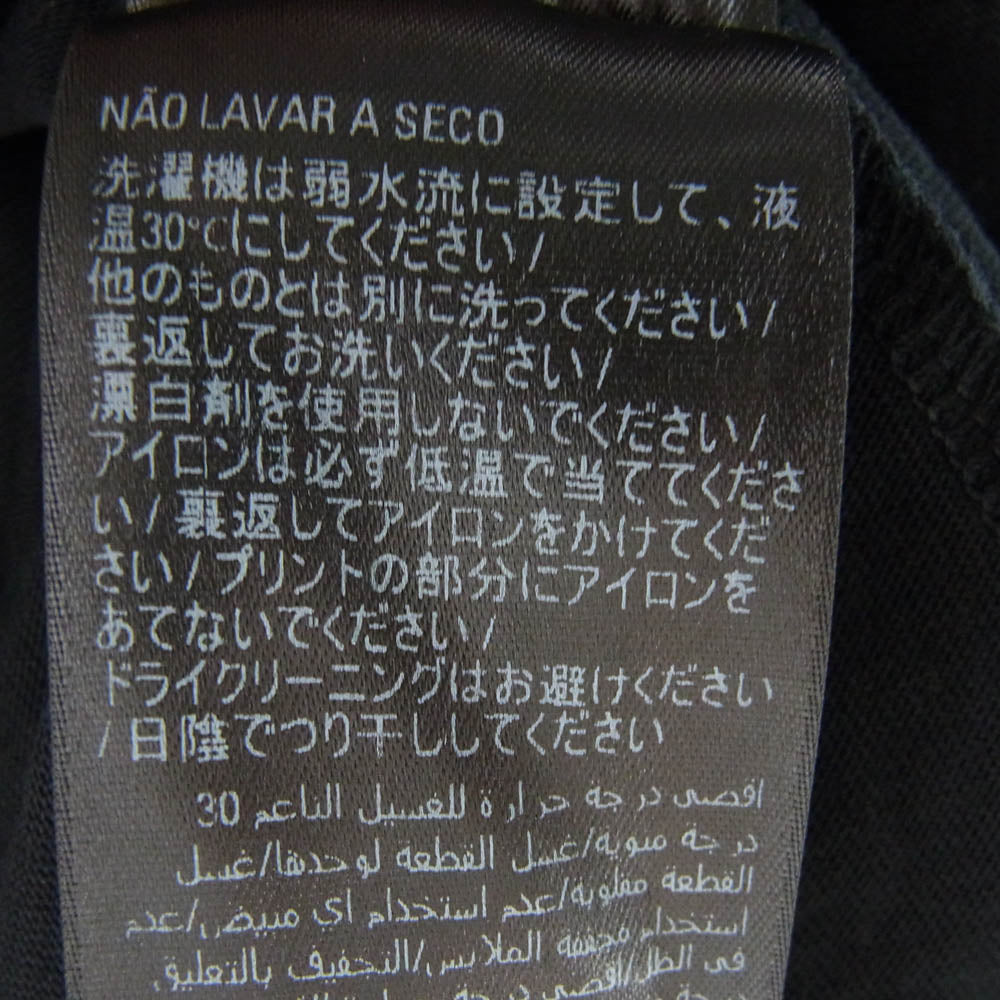 NÃO LAVAR A SECO
洗濯機は弱水流に設定して、液
温30℃にしてください/
他のものとは別に洗ってください/
裏返してお洗いください/
漂白剤を使用しないでください/
アイロンは必ず低温で当ててくださ
い/裏返してアイロンをかけてくだ
さい/プリントの部分にアイロンを
あてないでください/
ドライクリーニングはお避けください
/日陰でつり干ししてください
اقصى درجة حرارة للغسيل الناعم 30
درجة مئوية/غسل القطعة لوحدها/غسل
القطعة مقلوبة/عدم استخدام اي مبيض/عدم
استخدام مجففة الملابس/التجفيف بالتعليق
في الظل/اقصى درجة